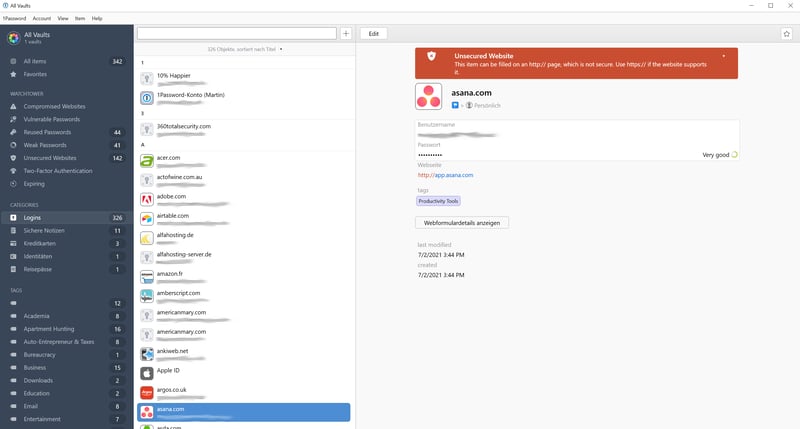 All Vaults
1Password Account View Item Help
All Vaults
1 vaults
All items 342
Favorites
WATCHTOWER
Compromised Websites
Vulnerable Passwords
Reused Passwords 44
Weak Passwords 41
Unsecured Websites 142
Two-Factor Authentication
Expiring
CATEGORIES
Logins 326
Sichere Notizen 11
Kreditkarten 3
Identitäten 1
Reisepässe 1
TAGS
12
Academia 8
Apartment Hunting 16
Auto-Entrepreneur & Taxes 8
Bureaucracy 1
Business 15
Downloads 2
Education 2
Email 8
Entertainment 7
326 Objekte, sortiert nach Titel
1
10% Happier
1Password-Konto (Martin)
3
360totalsecurity.com
A
acer.com
actofwine.com.au
adobe.com
airtable.com
alfahosting.de
alfahosting-server.de
amazon.fr
amberscript.com
americanmary.com
americanmary.com
ankiweb.net
Apple ID
argos.co.uk
asana.com
Edit
Unsecured Website
This item can be filled on an http:// page, which is not secure. Use https:// if the website supports
it.
asana.com
Persönlich
Benutzername
Passwort
•••••••••• Very good
Webseite
http://app.asana.com
tags
Productivity Tools
Webformulardetails anzeigen
last modified
7/2/2021 3:44 PM
created
7/2/2021 3:44 PM